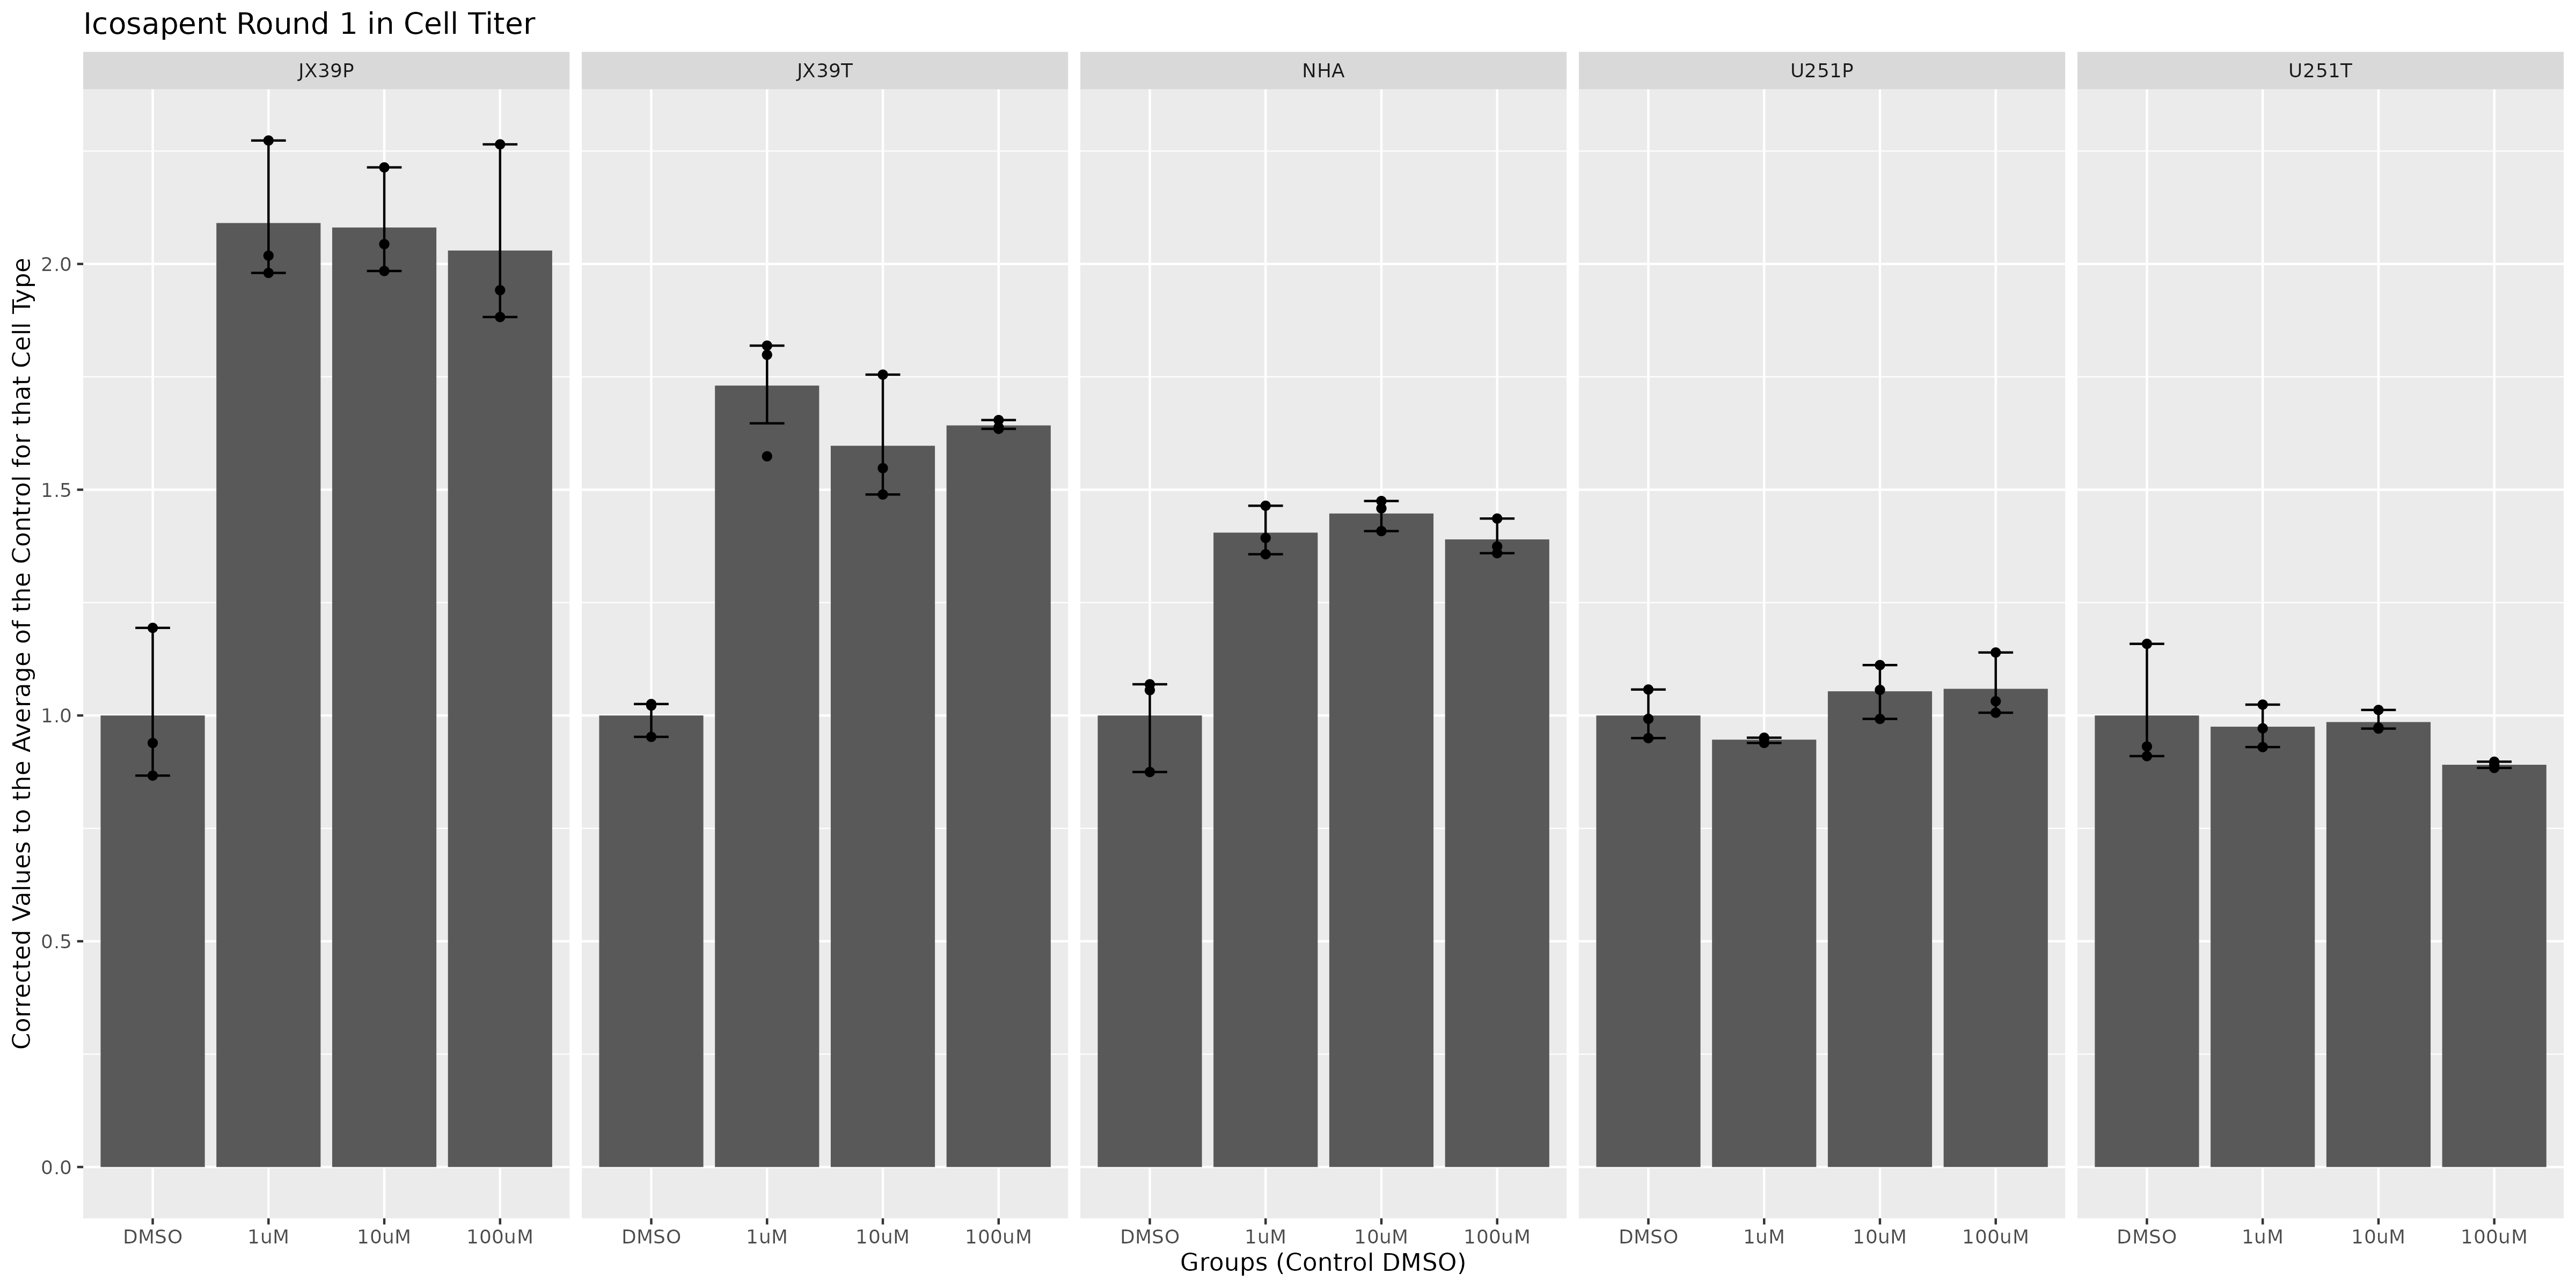 Icosapent Round 1 in Cell Titer
JX39P JX39T NHA U251P U251T
Corrected Values to the Average of the Control for that Cell Type
2.0
1.5
1.0
0.5
0.0
DMSO 1uM 10uM 100uM DMSO 1uM 10uM 100uM DMSO 1uM 10uM 100uM DMSO 1uM 10uM 100uM DMSO 1uM 10uM 100uM
Groups (Control DMSO)